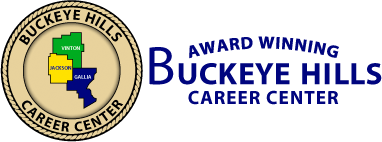 BUCKEYE HILLS
VINTON
JACKSON
GALLIA
CAREER CENTER
AWARD WINNING
BUCKEYE HILLS
CAREER CENTER